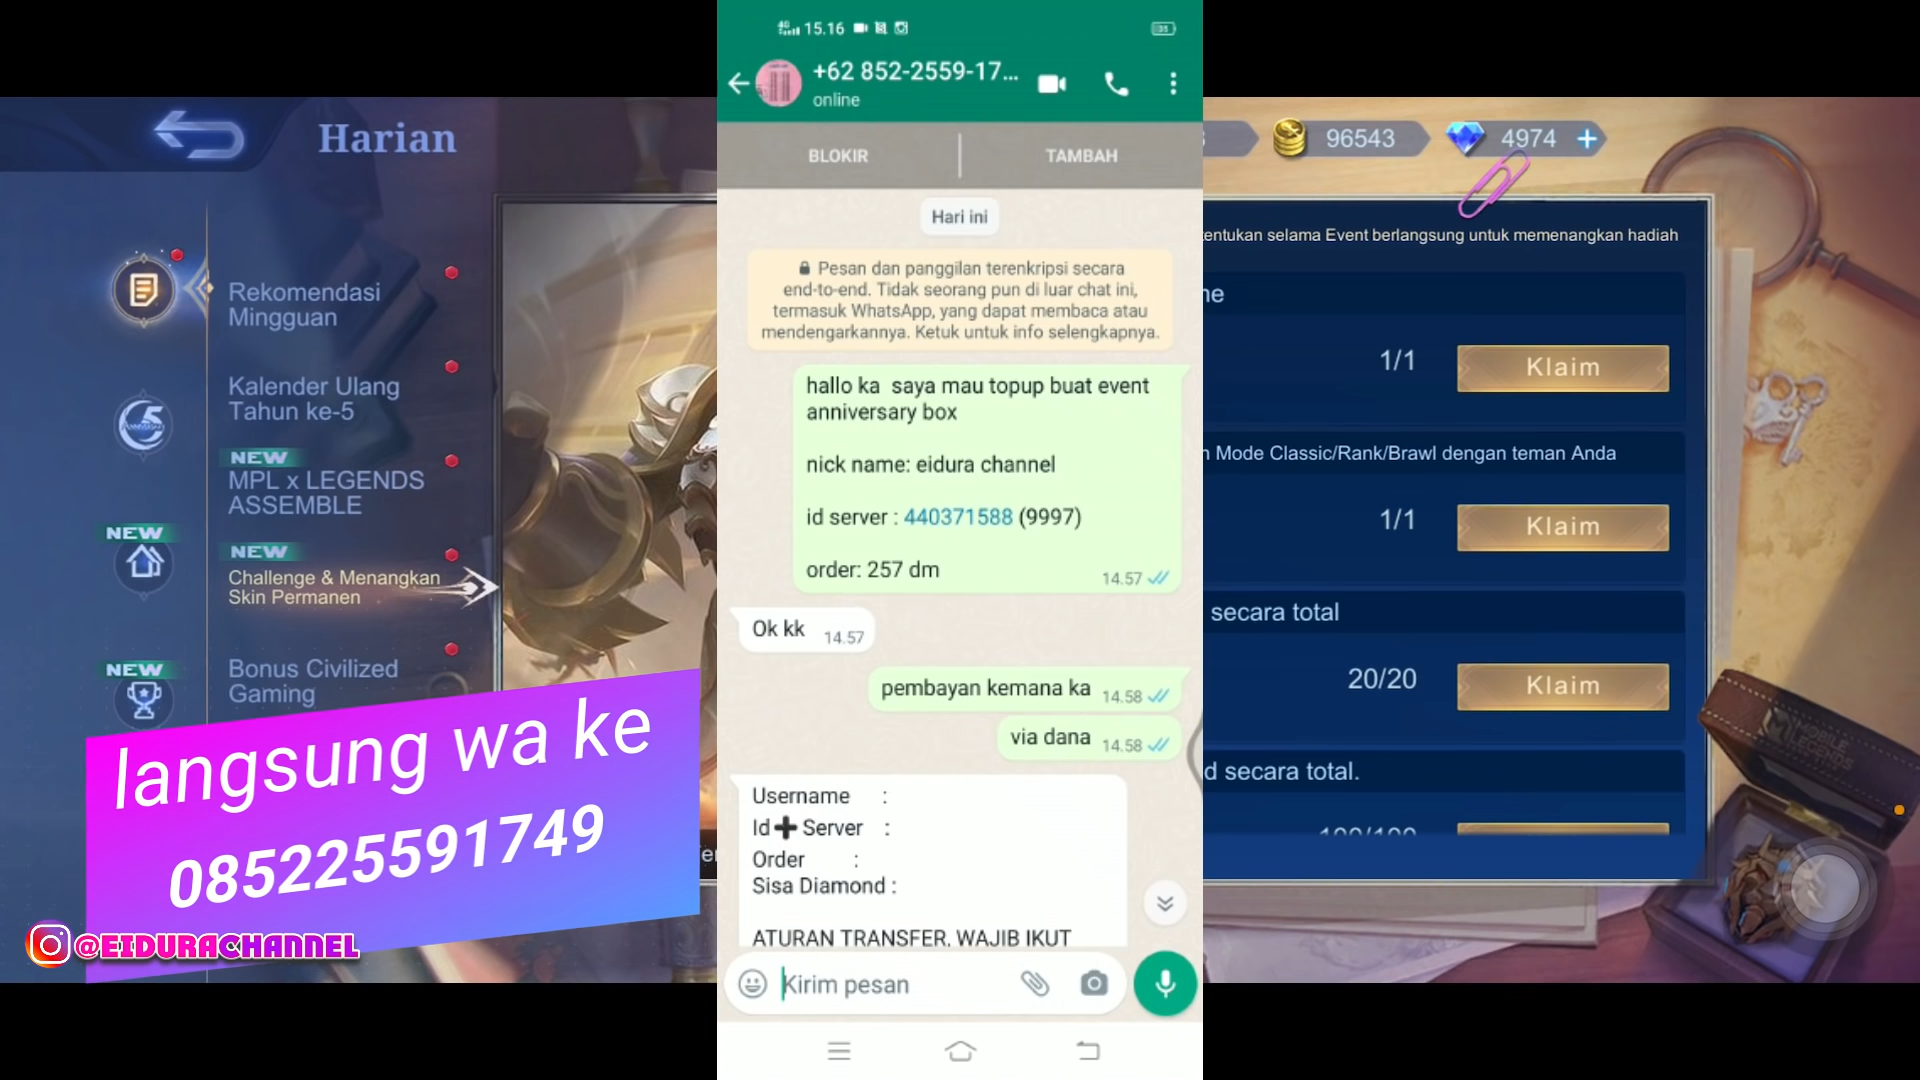 Harian
Rekomendasi
Mingguan
Kalender Ulang
Tahun ke-5
NEW
MPL x LEGENDS
ASSEMBLE
NEW
NEW
Challenge & Menangkan
Skin Permanen
NEW
Bonus Civilized
Gaming
langsung wa ke
085225591749
@EIDURACHANNEL
4G 15.16
35
+62 852-2559-17...
online
BLOKIR
TAMBAH
Hari ini
Pesan dan panggilan terenkripsi secara
end-to-end. Tidak seorang pun di luar chat ini,
termasuk WhatsApp, yang dapat membaca atau
mendengarkannya. Ketuk untuk info selengkapnya.
hallo ka saya mau topup buat event
anniversary box
nick name: eidura channel
id server : 440371588 (9997)
order: 257 dm
14.57
Ok kk 14.57
pembayan kemana ka 14.58
via dana 14.58
Username :
Id➕Server :
Order :
Sisa Diamond :
ATURAN TRANSFER, WAJIB IKUT
Kirim pesan
96543
4974
tentukan selama Event berlangsung untuk memenangkan hadiah
1/1 Klaim
Mode Classic/Rank/Brawl dengan teman Anda
1/1 Klaim
secara total
20/20 Klaim
d secara total.
MOBILE
LEGENDS